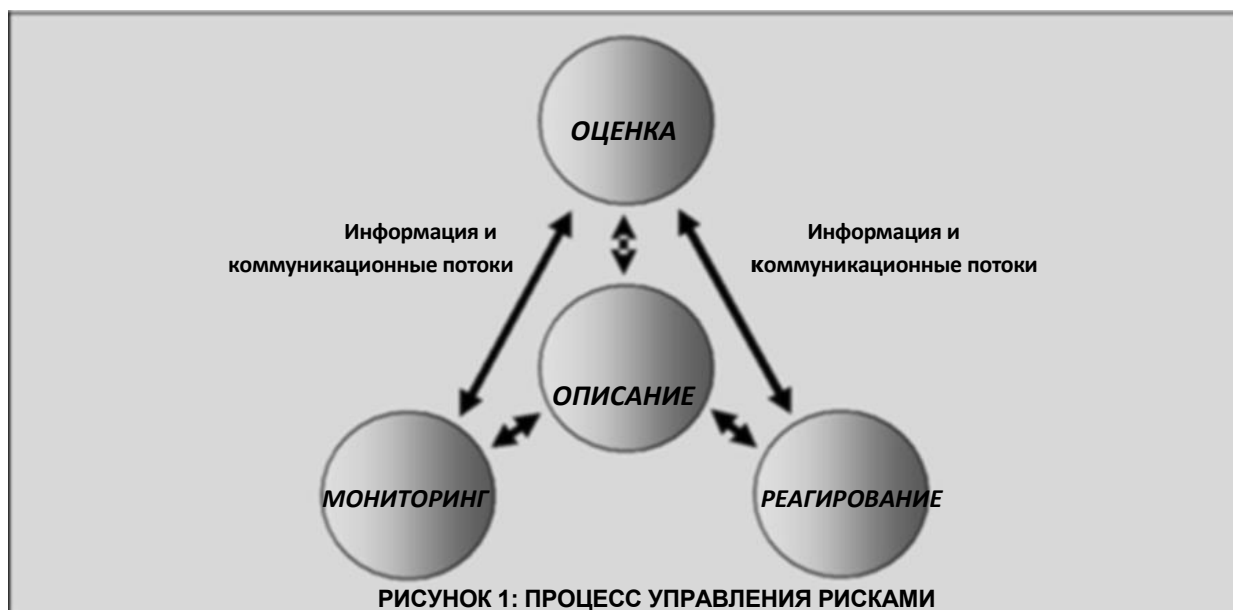 ОЦЕНКА
Информация и
коммуникационные потоки
Информация и
коммуникационные потоки
ОПИСАНИЕ
МОНИТОРИНГ
РЕАГИРОВАНИЕ
РИСУНОК 1: ПРОЦЕСС УПРАВЛЕНИЯ РИСКАМИ